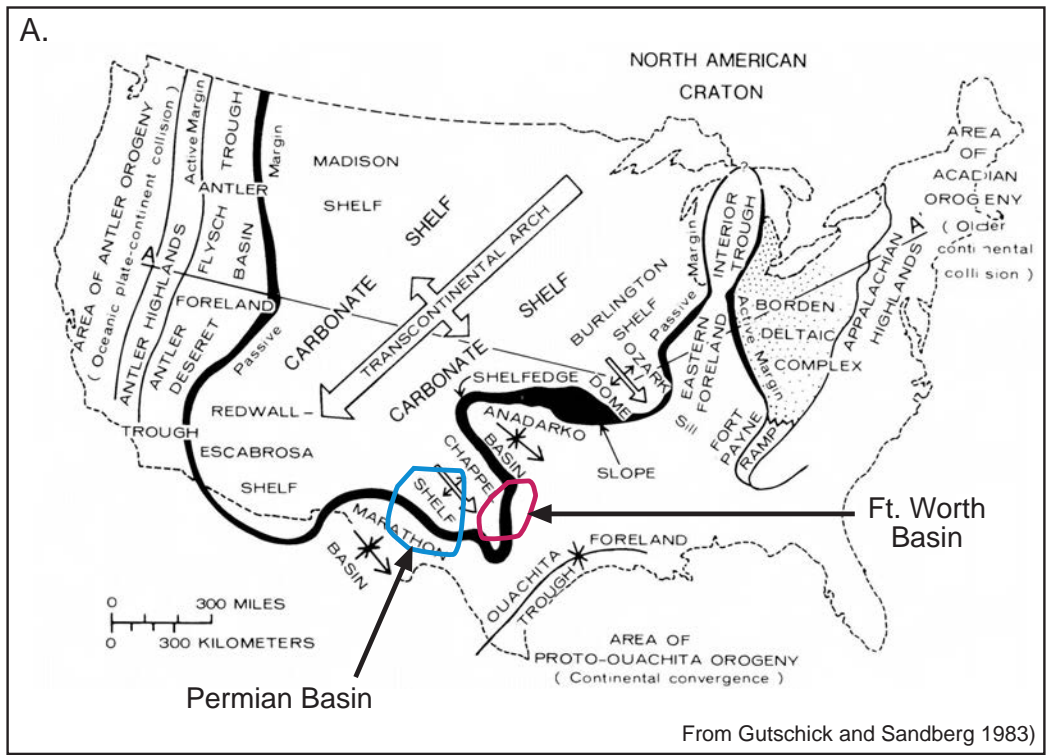 A.
NORTH AMERICAN
CRATON
AREA OF ANTLER OROGENY
( Oceanic plate-continent collision )
ANTLER HIGHLANDS
Active Margin
ANTLER
FLYSCH
TROUGH
BASIN
ANTLER
FORELAND
DESERET
TROUGH
Passive
Margin
MADISON
SHELF
CARBONATE
SHELF
TRANSCONTINENTAL ARCH
CARBONATE
SHELF
REDWALL –
ESCABROSA
SHELF
BURLINGTON
SHELF
OZARK
DOME
Passive
Margin
INTERIOR
TROUGH
EASTERN
FORELAND
Sill
Active Margin
BORDEN
DELTAIC
COMPLEX
FORT
PAYNE
RAMP
APPALACHIAN
HIGHLANDS
A
A'
AREA
OF
ACADIAN
OROGENY
( Older
continental
collision )
SHELFEDGE
ANADARKO
BASIN
SLOPE
CHAPPEL
SHELF
MARATHON
BASIN
OUACHITA
TROUGH
FORELAND
Ft. Worth
Basin
0 300 MILES
0 300 KILOMETERS
AREA OF
PROTO-OUACHITA OROGENY
( Continental convergence )
Permian Basin
From Gutschick and Sandberg 1983)